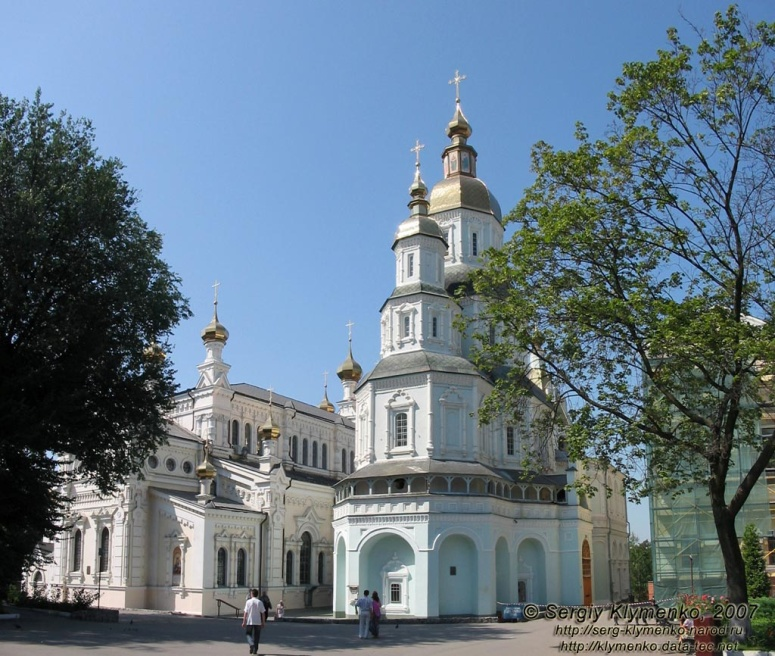 © Sergiy Klymenko, 2007
http://serg-klymenko.narod.ru
http://klymenko.data-tec.net